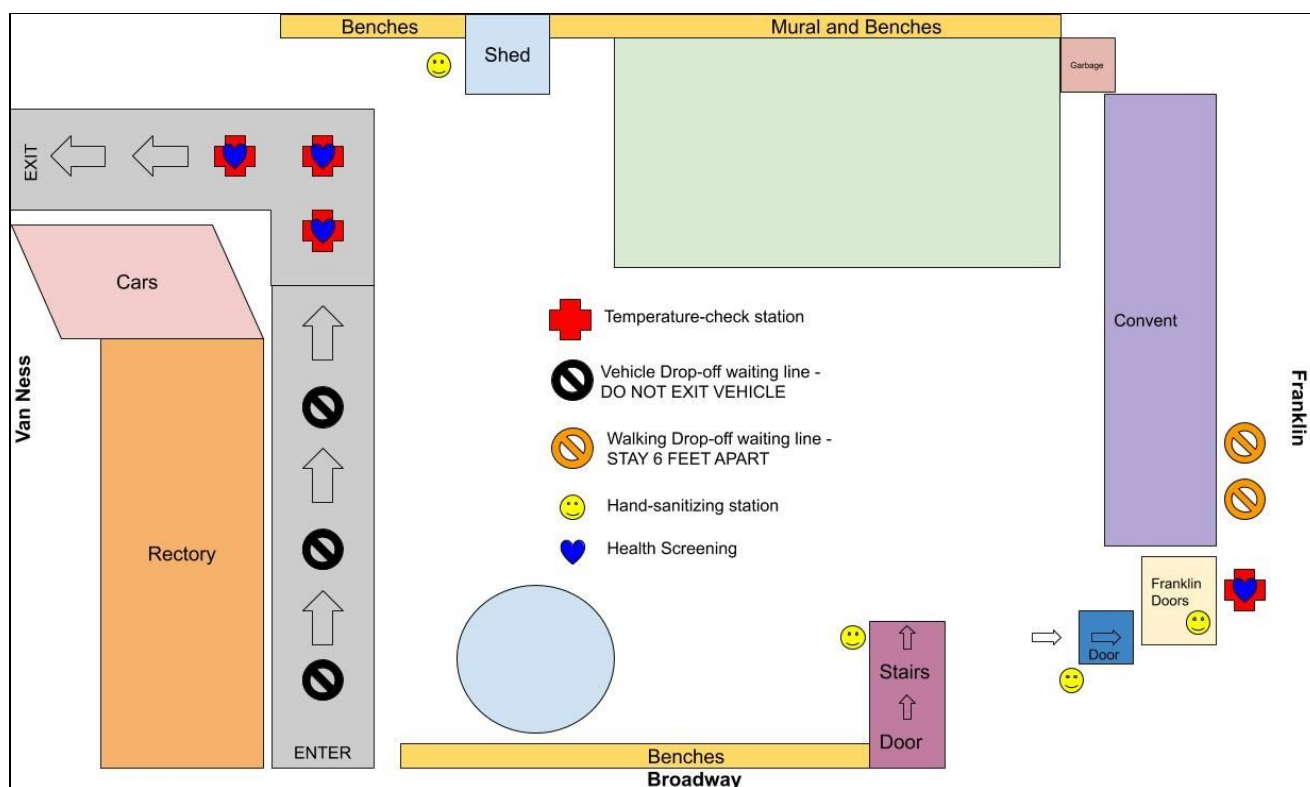 Benches
Mural and Benches
Shed
Garbage
EXIT
Cars
Convent
Temperature-check station
Vehicle Drop-off waiting line -
DO NOT EXIT VEHICLE
Walking Drop-off waiting line -
STAY 6 FEET APART
Hand-sanitizing station
Health Screening
Van Ness
Franklin
Rectory
Franklin
Doors
Door
Stairs
Door
ENTER
Benches
Broadway